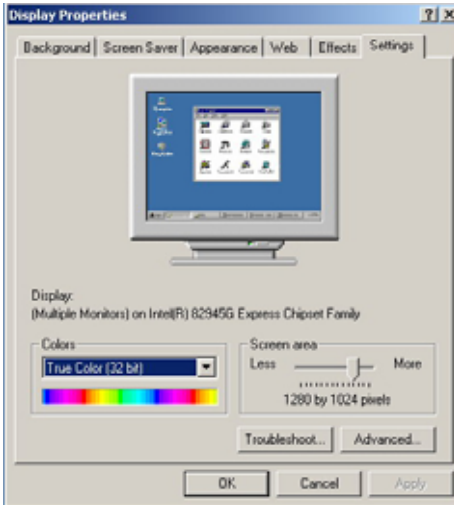 Display Properties
Background Screen Saver Appearance Web Effects Settings
Display:
(Multiple Monitors) on Intel(R) 82945G Express Chipset Family
Colors
Screen area
True Color (32 bit)
Less More
1280 by 1024 pixels
Troubleshoot... Advanced...
OK Cancel Apply